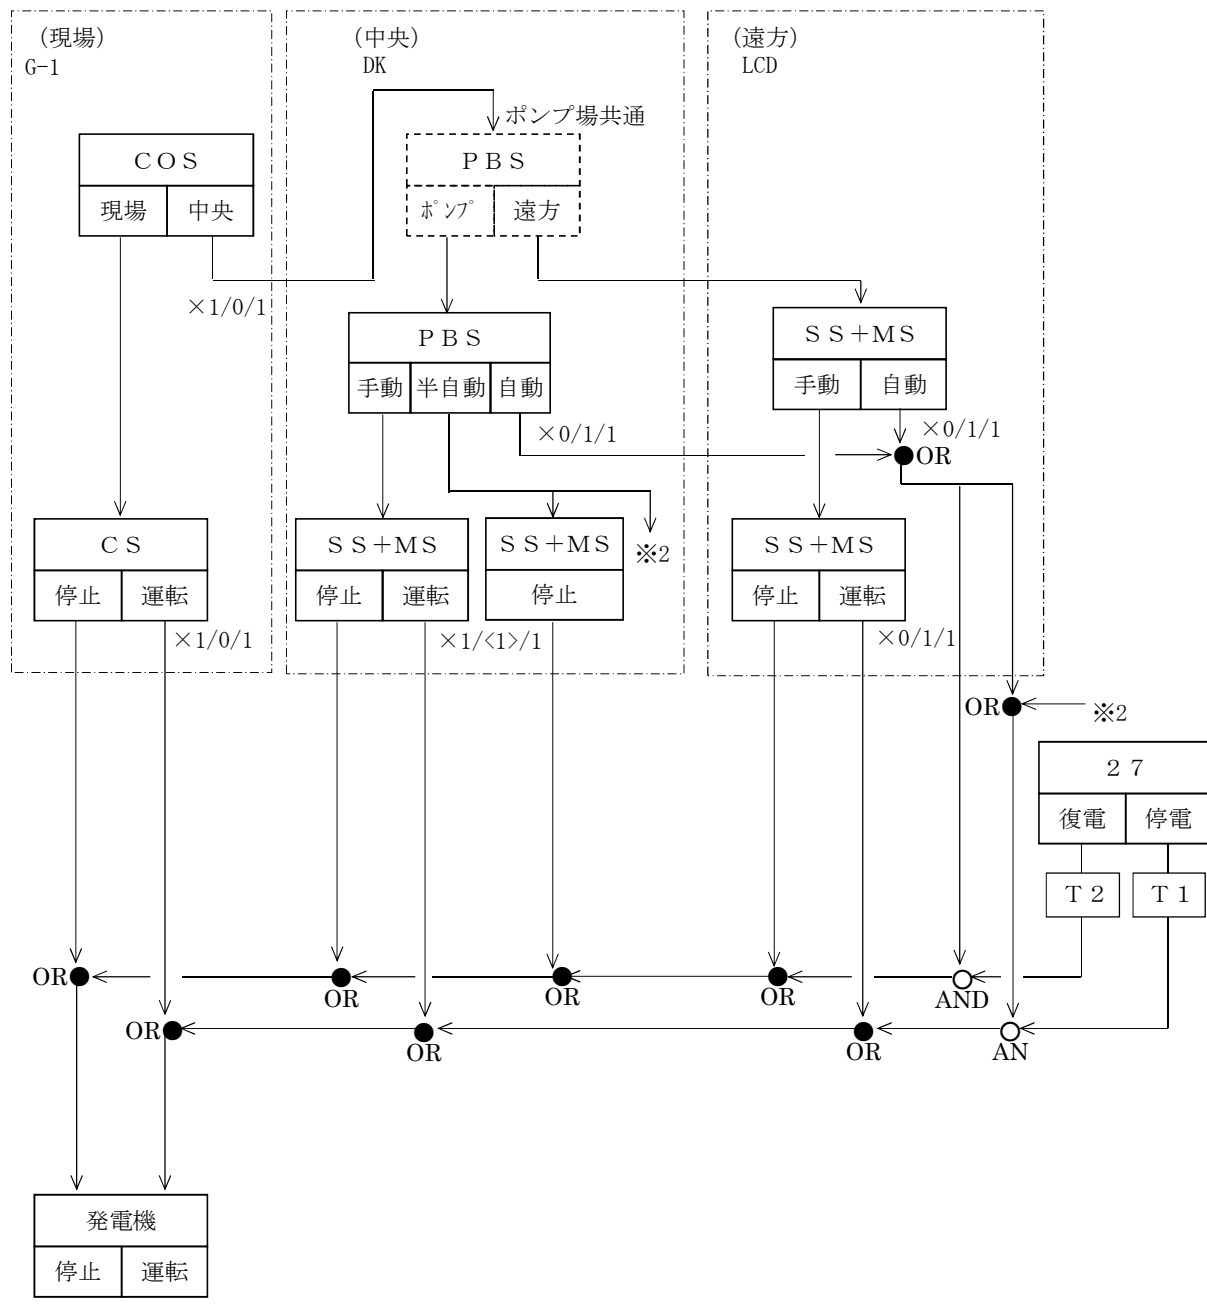 (現場)
G-1
(中央)
DK
(遠方)
LCD
ポンプ場共通
COS
現場 中央
PBS
ポンプ 遠方
×1/0/1
PBS
手動 半自動 自動
×0/1/1
SS+MS
手動 自動
×0/1/1
OR
CS
停止 運転
×1/0/1
SS+MS
停止 運転
×1/<1>/1
SS+MS
停止
※2
SS+MS
停止 運転
×0/1/1
OR
※2
27
復電 停電
T2 T1
OR
OR
OR
OR
AND
OR
OR
OR
AN
発電機
停止 運転